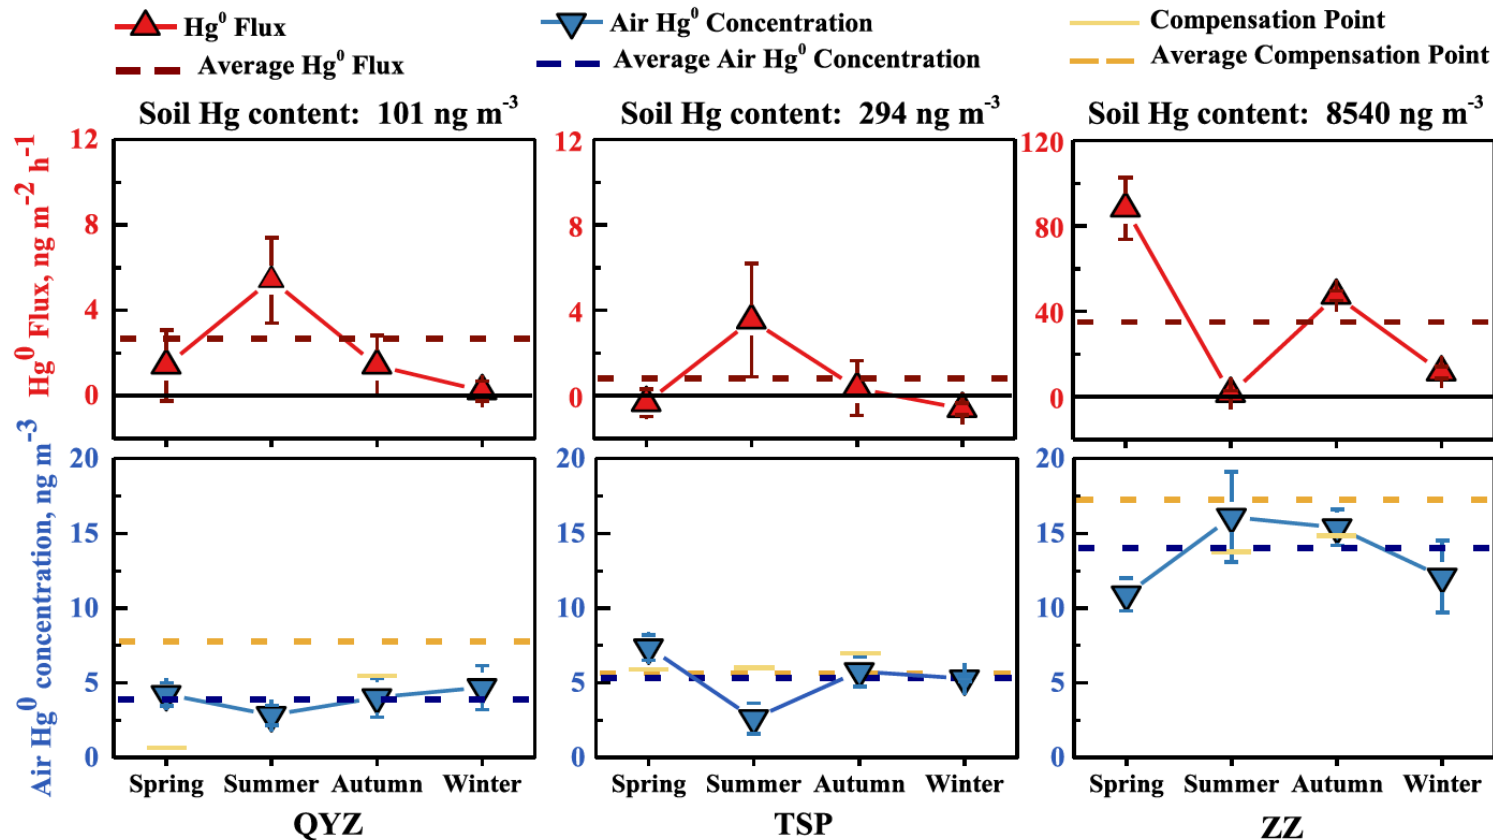 Hg⁰ Flux
Air Hg⁰ Concentration
Compensation Point
Average Hg⁰ Flux
Average Air Hg⁰ Concentration
Average Compensation Point
Soil Hg content: 101 ng m⁻³
Soil Hg content: 294 ng m⁻³
Soil Hg content: 8540 ng m⁻³
Hg⁰ Flux, ng m⁻² h⁻¹
12
8
4
0
12
8
4
0
120
80
40
0
Air Hg⁰ concentration, ng m⁻³
20
15
10
5
0
20
15
10
5
0
20
15
10
5
0
Spring Summer Autumn Winter
Spring Summer Autumn Winter
Spring Summer Autumn Winter
QYZ
TSP
ZZ